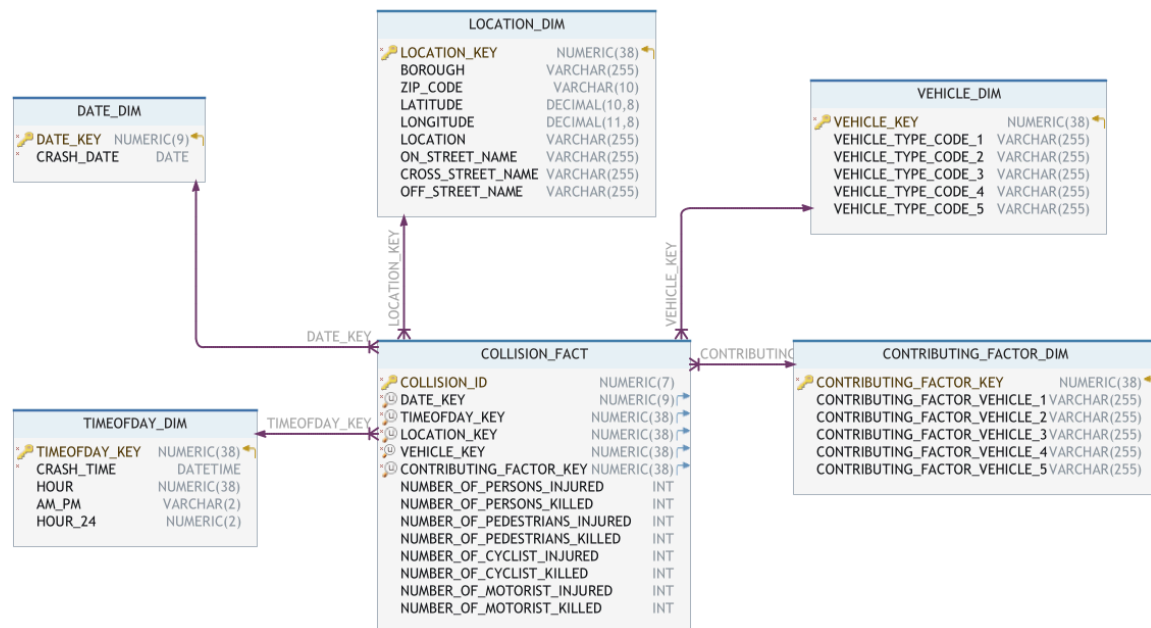 LOCATION_DIM
LOCATION_KEY NUMERIC(38)
BOROUGH VARCHAR(255)
ZIP_CODE VARCHAR(10)
LATITUDE DECIMAL(10,8)
LONGITUDE DECIMAL(11,8)
LOCATION VARCHAR(255)
ON_STREET_NAME VARCHAR(255)
CROSS_STREET_NAME VARCHAR(255)
OFF_STREET_NAME VARCHAR(255)
DATE_DIM
DATE_KEY NUMERIC(9)
CRASH_DATE DATE
VEHICLE_DIM
VEHICLE_KEY NUMERIC(38)
VEHICLE_TYPE_CODE_1 VARCHAR(255)
VEHICLE_TYPE_CODE_2 VARCHAR(255)
VEHICLE_TYPE_CODE_3 VARCHAR(255)
VEHICLE_TYPE_CODE_4 VARCHAR(255)
VEHICLE_TYPE_CODE_5 VARCHAR(255)
LOCATION_KEY
VEHICLE_KEY
DATE_KEY
CONTRIBUTING
TIMEOFDAY_KEY
COLLISION_FACT
COLLISION_ID NUMERIC(7)
DATE_KEY NUMERIC(9)
TIMEOFDAY_KEY NUMERIC(38)
LOCATION_KEY NUMERIC(38)
VEHICLE_KEY NUMERIC(38)
CONTRIBUTING_FACTOR_KEY NUMERIC(38)
NUMBER_OF_PERSONS_INJURED INT
NUMBER_OF_PERSONS_KILLED INT
NUMBER_OF_PEDESTRIANS_INJURED INT
NUMBER_OF_PEDESTRIANS_KILLED INT
NUMBER_OF_CYCLIST_INJURED INT
NUMBER_OF_CYCLIST_KILLED INT
NUMBER_OF_MOTORIST_INJURED INT
NUMBER_OF_MOTORIST_KILLED INT
CONTRIBUTING_FACTOR_DIM
CONTRIBUTING_FACTOR_KEY NUMERIC(38)
CONTRIBUTING_FACTOR_VEHICLE_1 VARCHAR(255)
CONTRIBUTING_FACTOR_VEHICLE_2 VARCHAR(255)
CONTRIBUTING_FACTOR_VEHICLE_3 VARCHAR(255)
CONTRIBUTING_FACTOR_VEHICLE_4 VARCHAR(255)
CONTRIBUTING_FACTOR_VEHICLE_5 VARCHAR(255)
TIMEOFDAY_DIM
TIMEOFDAY_KEY NUMERIC(38)
CRASH_TIME DATETIME
HOUR NUMERIC(38)
AM_PM VARCHAR(2)
HOUR_24 NUMERIC(2)